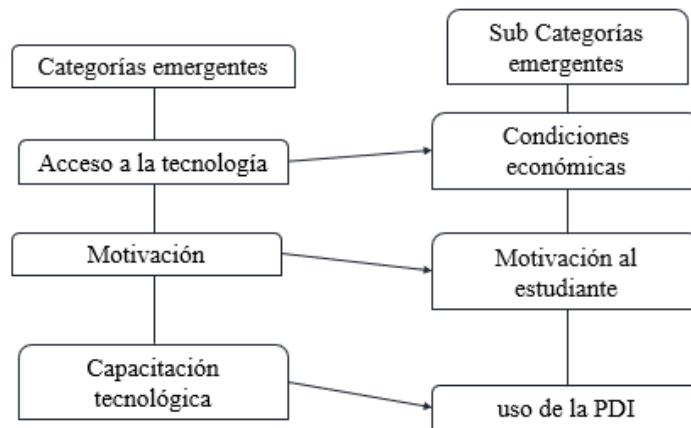 Categorías emergentes
Acceso a la tecnología
Motivación
Capacitación
tecnológica
Sub Categorías
emergentes
Condiciones
económicas
Motivación al
estudiante
uso de la PDI